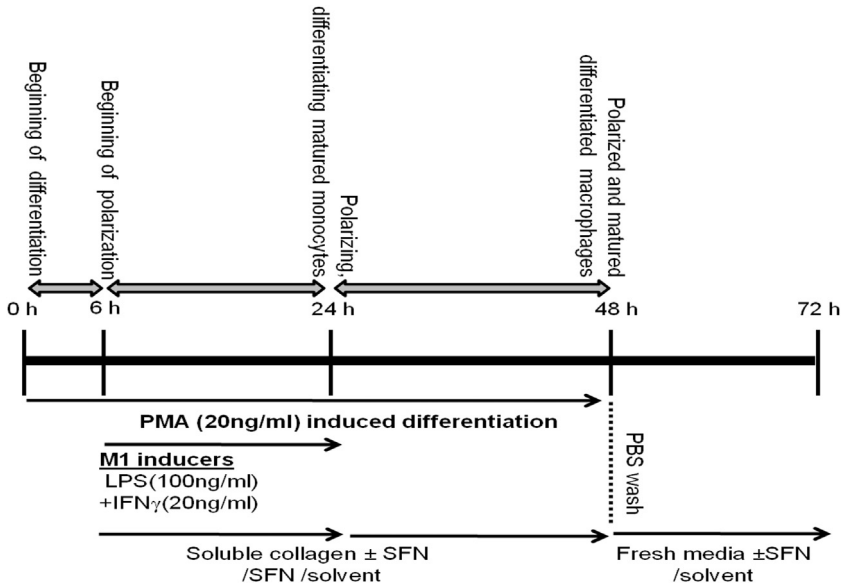 Beginning of differentiation
Beginning of polarization
Polarizing,
differentiating matured monocytes
Polarized and matured
differentiated macrophages
0 h
6 h
24 h
48 h
72 h
PMA (20ng/ml) induced differentiation
M1 inducers
LPS(100ng/ml)
+IFNγ(20ng/ml)
PBS wash
Soluble collagen ± SFN
/SFN /solvent
Fresh media ±SFN
/solvent